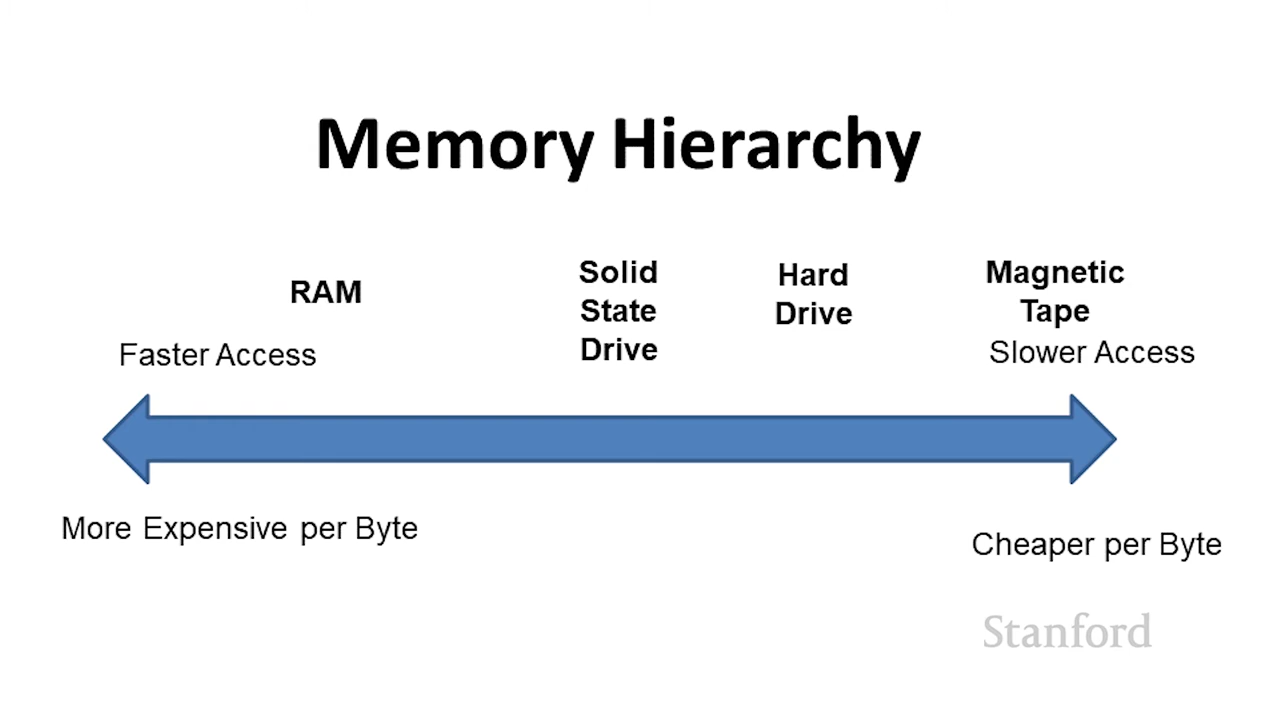 Memory Hierarchy
RAM
Solid
State
Drive
Hard
Drive
Magnetic
Tape
Faster Access
Slower Access
More Expensive per Byte
Cheaper per Byte
Stanford